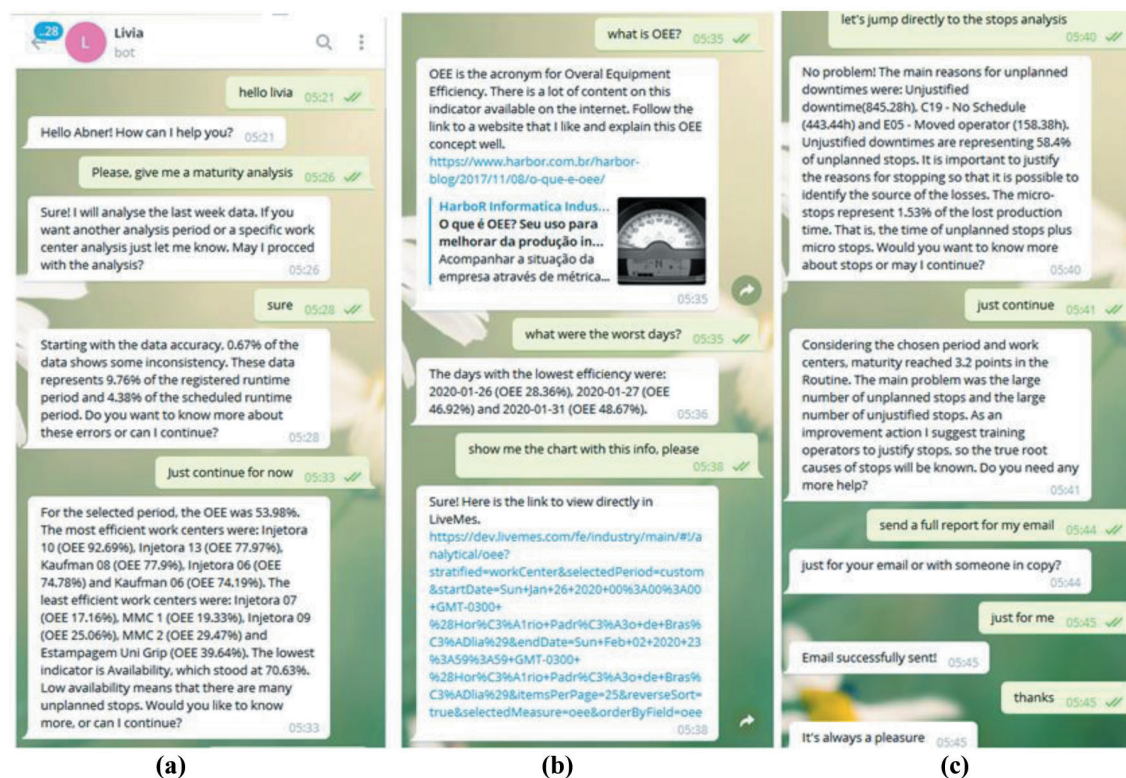 ..28
L
Livia
bot
hello livia 05:21
Hello Abner! How can I help you? 05:21
Please, give me a maturity analysis 05:26
Sure! I will analyse the last week data. If you
want another analysis period or a specific work
center analysis just let me know. May I procced
with the analysis? 05:26
sure 05:28
Starting with the data accuracy, 0.67% of the
data shows some inconsistency. These data
represents 9.76% of the registered runtime
period and 4.38% of the scheduled runtime
period. Do you want to know more about
these errors or can I continue? 05:28
Just continue for now 05:33
For the selected period, the OEE was 53.98%.
The most efficient work centers were: Injetora
10 (OEE 92.69%), Injetora 13 (OEE 77.97%),
Kaufman 08 (OEE 77.9%), Injetora 06 (OEE
74.78%) and Kaufman 06 (OEE 74.19%). The
least efficient work centers were: Injetora 07
(OEE 17.16%), MMC 1 (OEE 19.33%), Injetora 09
(OEE 25.06%), MMC 2 (OEE 29.47%) and
Estampagem Uni Grip (OEE 39.64%). The lowest
indicator is Availability, which stood at 70.63%.
Low availability means that there are many
unplanned stops. Would you like to know
more, or can I continue? 05:33
(a)
what is OEE? 05:35
OEE is the acronym for Overal Equipment
Efficiency. There is a lot of content on this
indicator available on the internet. Follow the
link to a website that I like and explain this OEE
concept well.
https://www.harbor.com.br/harbor-
blog/2017/11/08/o-que-e-oee/
HarboR Informatica Indus...
O que é OEE? Seu uso para
melhorar da produção in...
Acompanhar a situação da
empresa através de métrica...
05:35
what were the worst days? 05:35
The days with the lowest efficiency were:
2020-01-26 (OEE 28.36%), 2020-01-27 (OEE
46.92%) and 2020-01-31 (OEE 48.67%). 05:36
show me the chart with this info, please
05:38
Sure! Here is the link to view directly in
LiveMes.
https://dev.livemes.com/fe/industry/main/#!/a
nalytical/oee?
stratified=workCenter&selectedPeriod=custom
&startDate=Sun+Jan+26+2020+00%3A00%3A00
+GMT-0300+
%28Hor%C3%A1rio+Padr%C3%A3o+de+Bras%
C3%ADlia%29&endDate=Sun+Feb+02+2020+23
%3A59%3A59+GMT-0300+
%28Hor%C3%A1rio+Padr%C3%A3o+de+Bras%
C3%ADlia%29&itemsPerPage=25&reverseSort=
true&selectedMeasure=oee&orderByField=oee
05:38
(b)
let's jump directly to the stops analysis
05:40
No problem! The main reasons for unplanned
downtimes were: Unjustified
downtime(845.28h), C19 - No Schedule
(443.44h) and E05 - Moved operator (158.38h).
Unjustified downtimes are representing 58.4%
of unplanned stops. It is important to justify
the reasons for stopping so that it is possible to
identify the source of the losses. The micro-
stops represent 1.53% of the lost production
time. That is, the time of unplanned stops plus
micro stops. Would you want to know more
about stops or may I continue? 05:40
just continue 05:41
Considering the chosen period and work
centers, maturity reached 3.2 points in the
Routine. The main problem was the large
number of unplanned stops and the large
number of unjustified stops. As an
improvement action I suggest training
operators to justify stops, so the true root
causes of stops will be known. Do you need any
more help? 05:41
send a full report for my email 05:44
just for your email or with someone in copy?
05:44
just for me 05:45
Email successfully sent! 05:45
thanks 05:45
It's always a pleasure 05:45
(c)